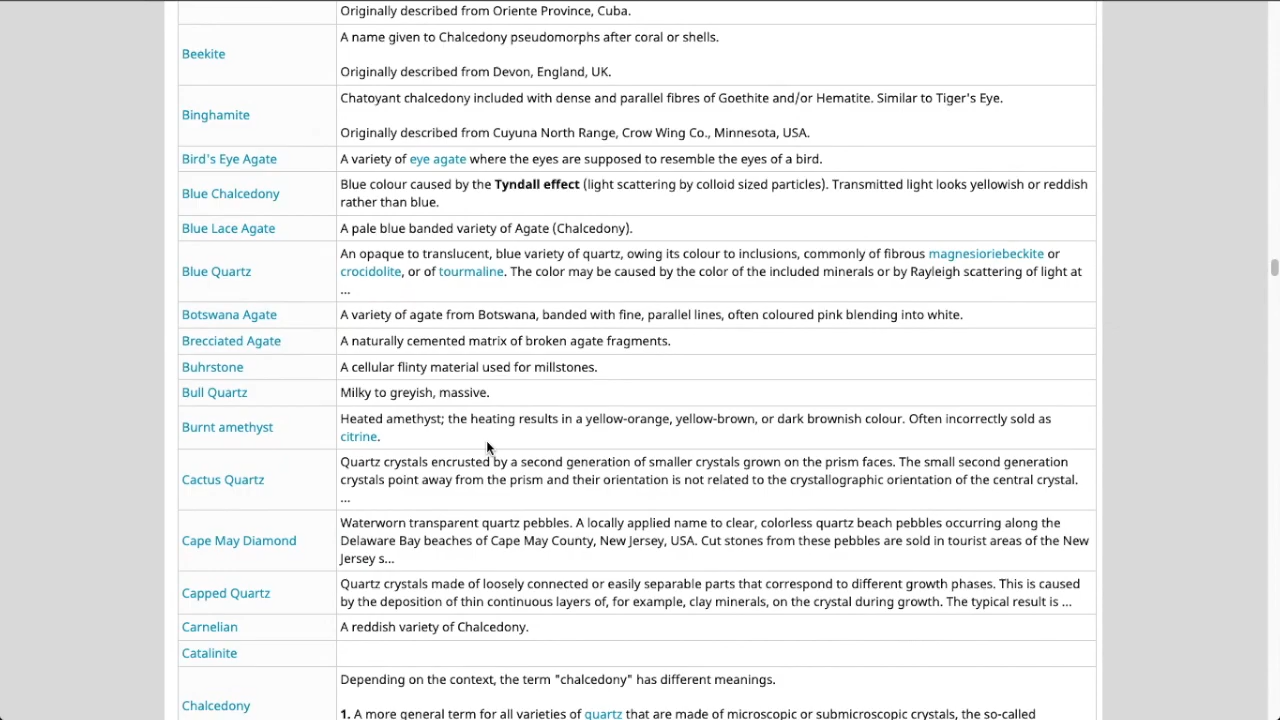 Originally described from Oriente Province, Cuba.
Beekite
A name given to Chalcedony pseudomorphs after coral or shells.
Originally described from Devon, England, UK.
Binghamite
Chatoyant chalcedony included with dense and parallel fibres of Goethite and/or Hematite. Similar to Tiger's Eye.
Originally described from Cuyuna North Range, Crow Wing Co., Minnesota, USA.
Bird's Eye Agate
A variety of eye agate where the eyes are supposed to resemble the eyes of a bird.
Blue Chalcedony
Blue colour caused by the Tyndall effect (light scattering by colloid sized particles). Transmitted light looks yellowish or reddish
rather than blue.
Blue Lace Agate
A pale blue banded variety of Agate (Chalcedony).
Blue Quartz
An opaque to translucent, blue variety of quartz, owing its colour to inclusions, commonly of fibrous magnesioriebeckite or
crocidolite, or of tourmaline. The color may be caused by the color of the included minerals or by Rayleigh scattering of light at
...
Botswana Agate
A variety of agate from Botswana, banded with fine, parallel lines, often coloured pink blending into white.
Brecciated Agate
A naturally cemented matrix of broken agate fragments.
Buhrstone
A cellular flinty material used for millstones.
Bull Quartz
Milky to greyish, massive.
Burnt amethyst
Heated amethyst; the heating results in a yellow-orange, yellow-brown, or dark brownish colour. Often incorrectly sold as
citrine.
Cactus Quartz
Quartz crystals encrusted by a second generation of smaller crystals grown on the prism faces. The small second generation
crystals point away from the prism and their orientation is not related to the crystallographic orientation of the central crystal.
...
Cape May Diamond
Waterworn transparent quartz pebbles. A locally applied name to clear, colorless quartz beach pebbles occurring along the
Delaware Bay beaches of Cape May County, New Jersey, USA. Cut stones from these pebbles are sold in tourist areas of the New
Jersey s...
Capped Quartz
Quartz crystals made of loosely connected or easily separable parts that correspond to different growth phases. This is caused
by the deposition of thin continuous layers of, for example, clay minerals, on the crystal during growth. The typical result is ...
Carnelian
A reddish variety of Chalcedony.
Catalinite
Chalcedony
Depending on the context, the term "chalcedony" has different meanings.
1. A more general term for all varieties of quartz that are made of microscopic or submicroscopic crystals, the so-called